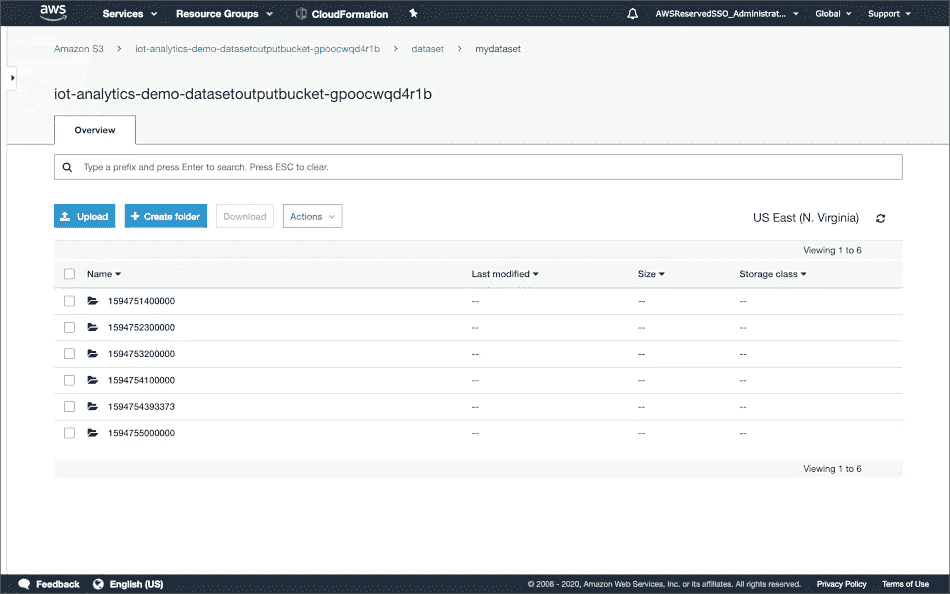 aws Services Resource Groups CloudFormation AWSReservedSSO_Administrat... Global Support
Amazon S3 > iot-analytics-demo-datasetoutputbucket-gpoocwqd4r1b > dataset > mydataset
iot-analytics-demo-datasetoutputbucket-gpoocwqd4r1b
Overview
Type a prefix and press Enter to search. Press ESC to clear.
Upload + Create folder Download Actions US East (N. Virginia)
Viewing 1 to 6
Name Last modified Size Storage class
1594751400000 -- -- --
1594752300000 -- -- --
1594753200000 -- -- --
1594754100000 -- -- --
1594754393373 -- -- --
1594755000000 -- -- --
Viewing 1 to 6
Feedback English (US) © 2006 - 2020, Amazon Web Services, Inc. or its affiliates. All rights reserved. Privacy Policy Terms of Use